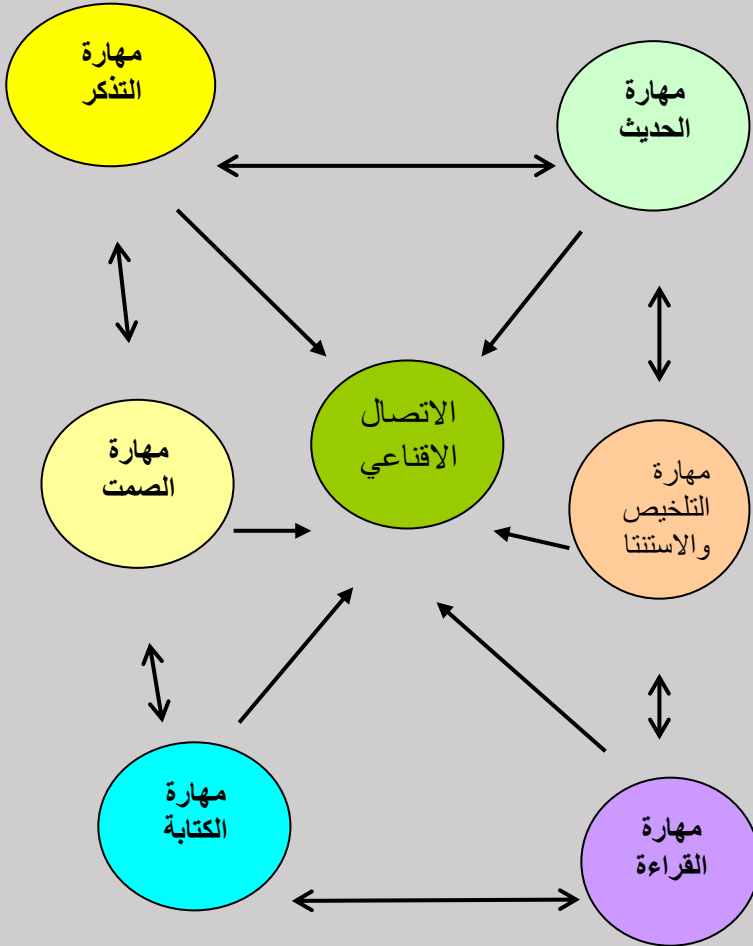 مهارة
الحديث
مهارة
التذكر
الاتصال
الاقناعي
مهارة
التلخيص
والاستنتا
مهارة
الصمت
مهارة
القراءة
مهارة
الكتابة